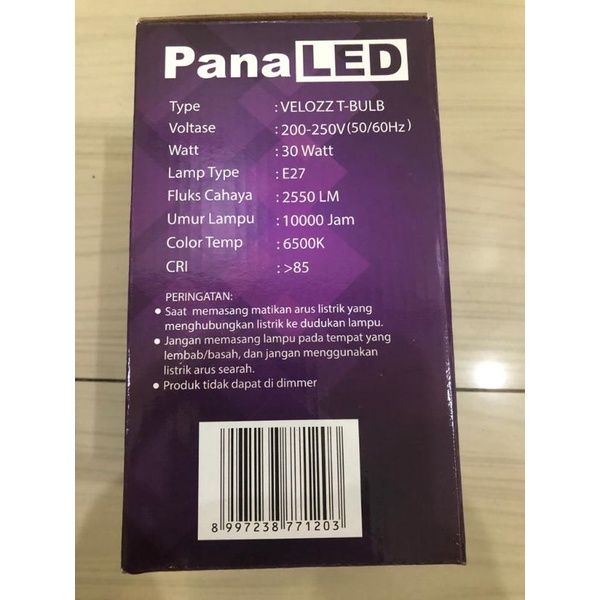 PanaLED
Type : VELOZZ T-BULB
Voltase : 200-250V(50/60Hz)
Watt : 30 Watt
Lamp Type : E27
Fluks Cahaya : 2550 LM
Umur Lampu : 10000 Jam
Color Temp : 6500K
CRI : >85
PERINGATAN:
• Saat memasang matikan arus listrik yang
menghubungkan listrik ke dudukan lampu.
• Jangan memasang lampu pada tempat yang
lembab/basah, dan jangan menggunakan
listrik arus searah.
• Produk tidak dapat di dimmer
8 997238 771203